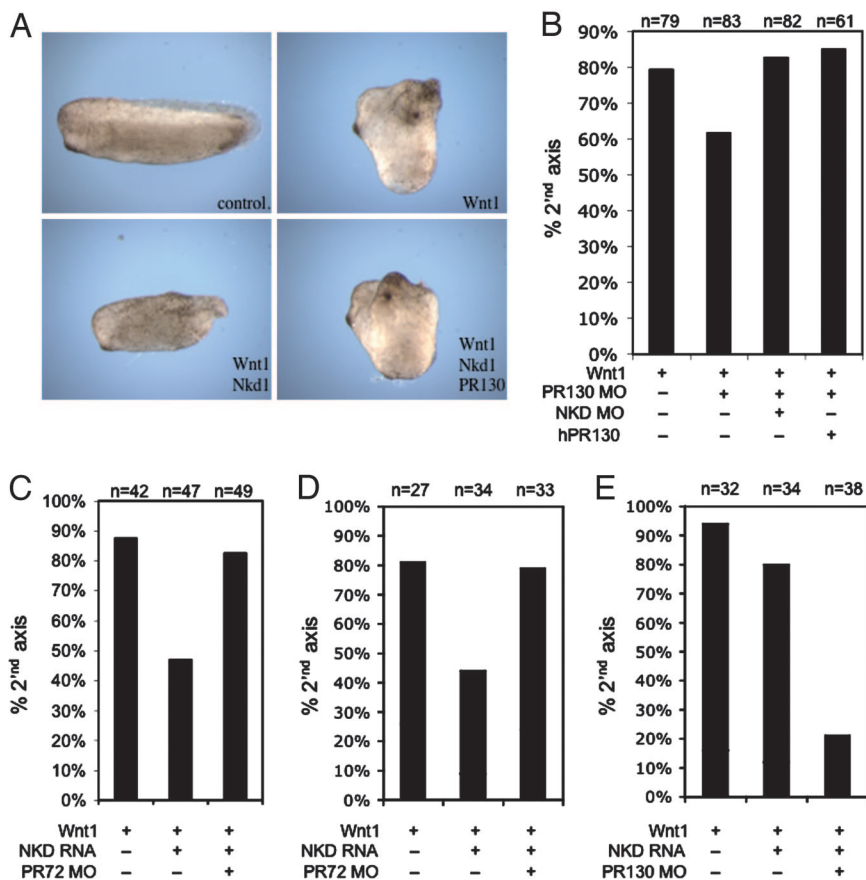 A
control.
Wnt1
Wnt1
Nkd1
Wnt1
Nkd1
PR130
B
n=79 n=83 n=82 n=61
90%
80%
70%
60%
50%
40%
30%
20%
10%
0%
% 2'nd axis
Wnt1 + + + +
PR130 MO – + + +
NKD MO – – + –
hPR130 – – – +
C
n=42 n=47 n=49
100%
90%
80%
70%
60%
50%
40%
30%
20%
10%
0%
% 2'nd axis
Wnt1 + + +
NKD RNA – + +
PR72 MO – – +
D
n=27 n=34 n=33
100%
90%
80%
70%
60%
50%
40%
30%
20%
10%
0%
% 2'nd axis
Wnt1 + + +
NKD RNA – + +
PR72 MO – – +
E
n=32 n=34 n=38
100%
90%
80%
70%
60%
50%
40%
30%
20%
10%
0%
% 2'nd axis
Wnt1 + + +
NKD RNA – + +
PR130 MO – – +